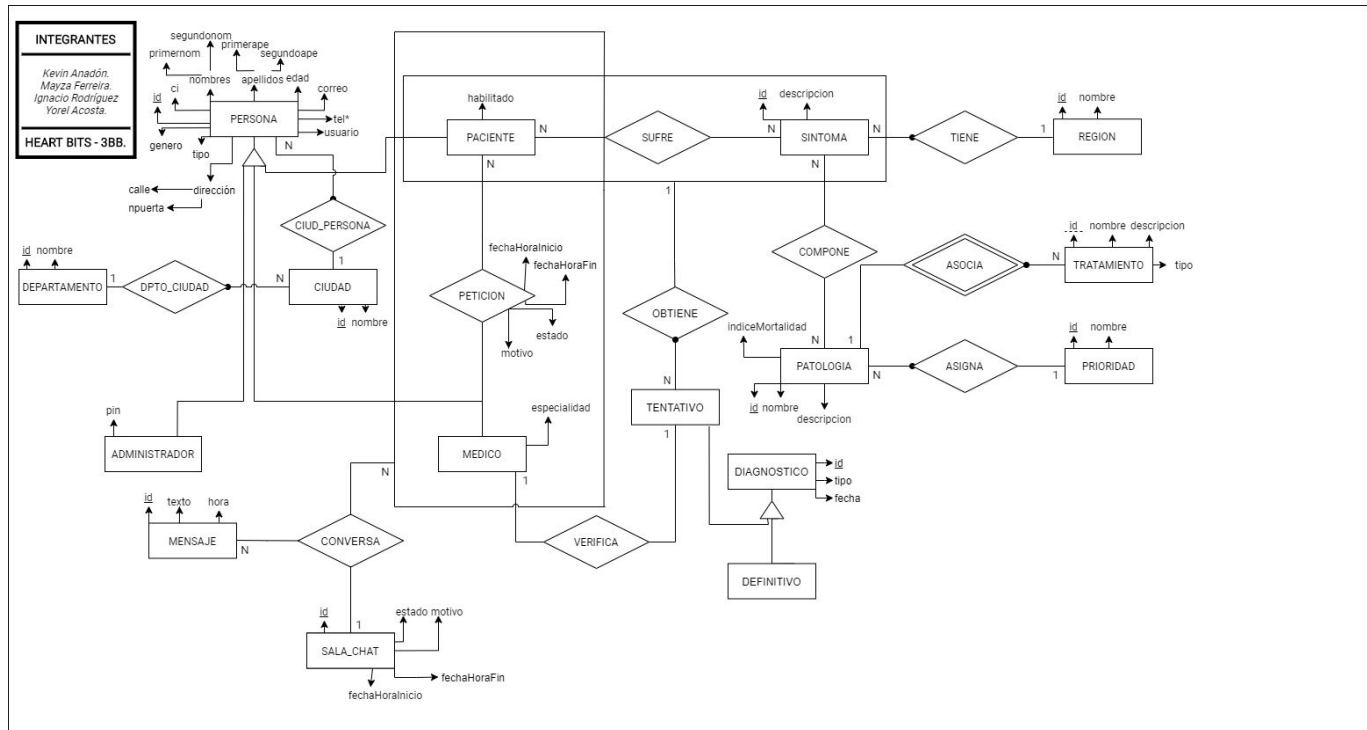 INTEGRANTES
Kevin Anadón.
Mayza Ferreira.
Ignacio Rodríguez
Yorel Acosta.
HEART BITS - 3BB.
segundonom
primernom
primerape
segundoape
nombres
apellidos
edad
correo
ci
id
PERSONA
tel*
usuario
genero
tipo
N
dirección
calle
npuerta
CIUD_PERSONA
1
id nombre
DEPARTAMENTO
1
DPTO_CIUDAD
N
CIUDAD
id nombre
habilitado
PACIENTE
N
SUFRE
N
id descripcion
SINTOMA
N
TIENE
1
id nombre
REGION
N
N
1
COMPONE
fechaHoraInicio
fechaHoraFin
PETICION
estado
motivo
OBTIENE
1
ASOCIA
N
id nombre descripcion
TRATAMIENTO
tipo
indiceMortalidad
N
1
PATOLOGIA
N
ASIGNA
1
id nombre
PRIORIDAD
id nombre
descripcion
N
TENTATIVO
1
pin
ADMINISTRADOR
especialidad
MEDICO
1
N
DIAGNOSTICO
id
tipo
fecha
id texto hora
MENSAJE
N
CONVERSA
VERIFICA
DEFINITIVO
1
id
estado motivo
SALA_CHAT
fechaHoraFin
fechaHoraInicio